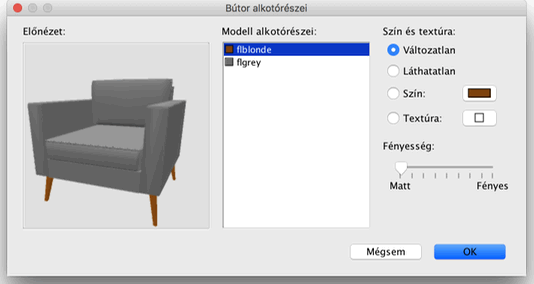 Bútor alkotórészei
Előnézet:
Modell alkotórészei:
flblonde
flgrey
Szín és textúra:
Változatlan
Láthatatlan
Szín:
Textúra:
Fényesség:
Matt
Fényes
Mégsem
OK